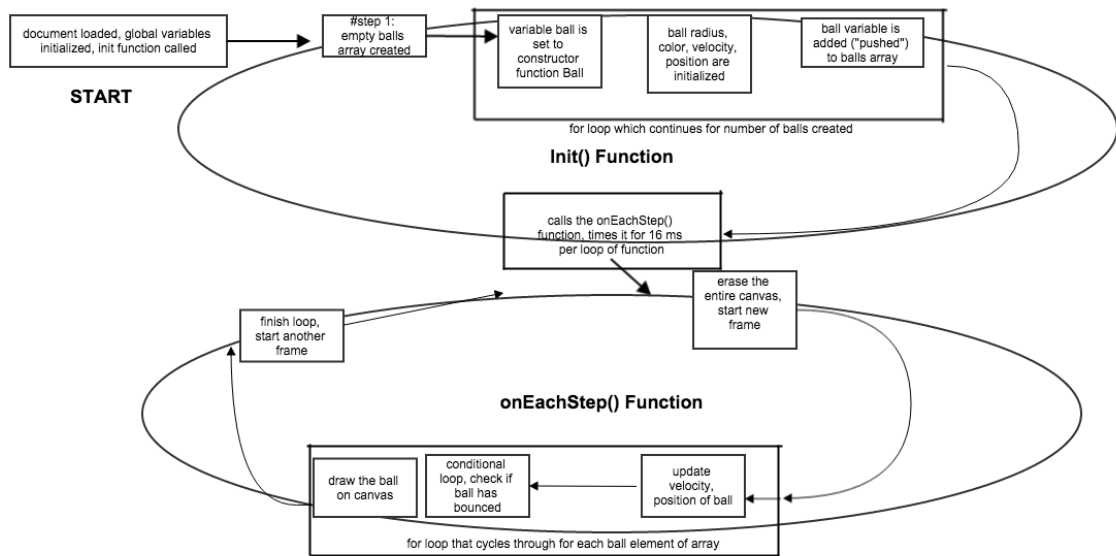 document loaded, global variables
initialized, init function called
START
#step 1:
empty balls
array created
variable ball is
set to
constructor
function Ball
ball radius,
color, velocity,
position are
initialized
ball variable is
added ("pushed")
to balls array
for loop which continues for number of balls created
Init() Function
calls the onEachStep()
function, times it for 16 ms
per loop of function
erase the
entire canvas,
start new
frame
finish loop,
start another
frame
onEachStep() Function
draw the ball
on canvas
conditional
loop, check if
ball has
bounced
update
velocity,
position of ball
for loop that cycles through for each ball element of array